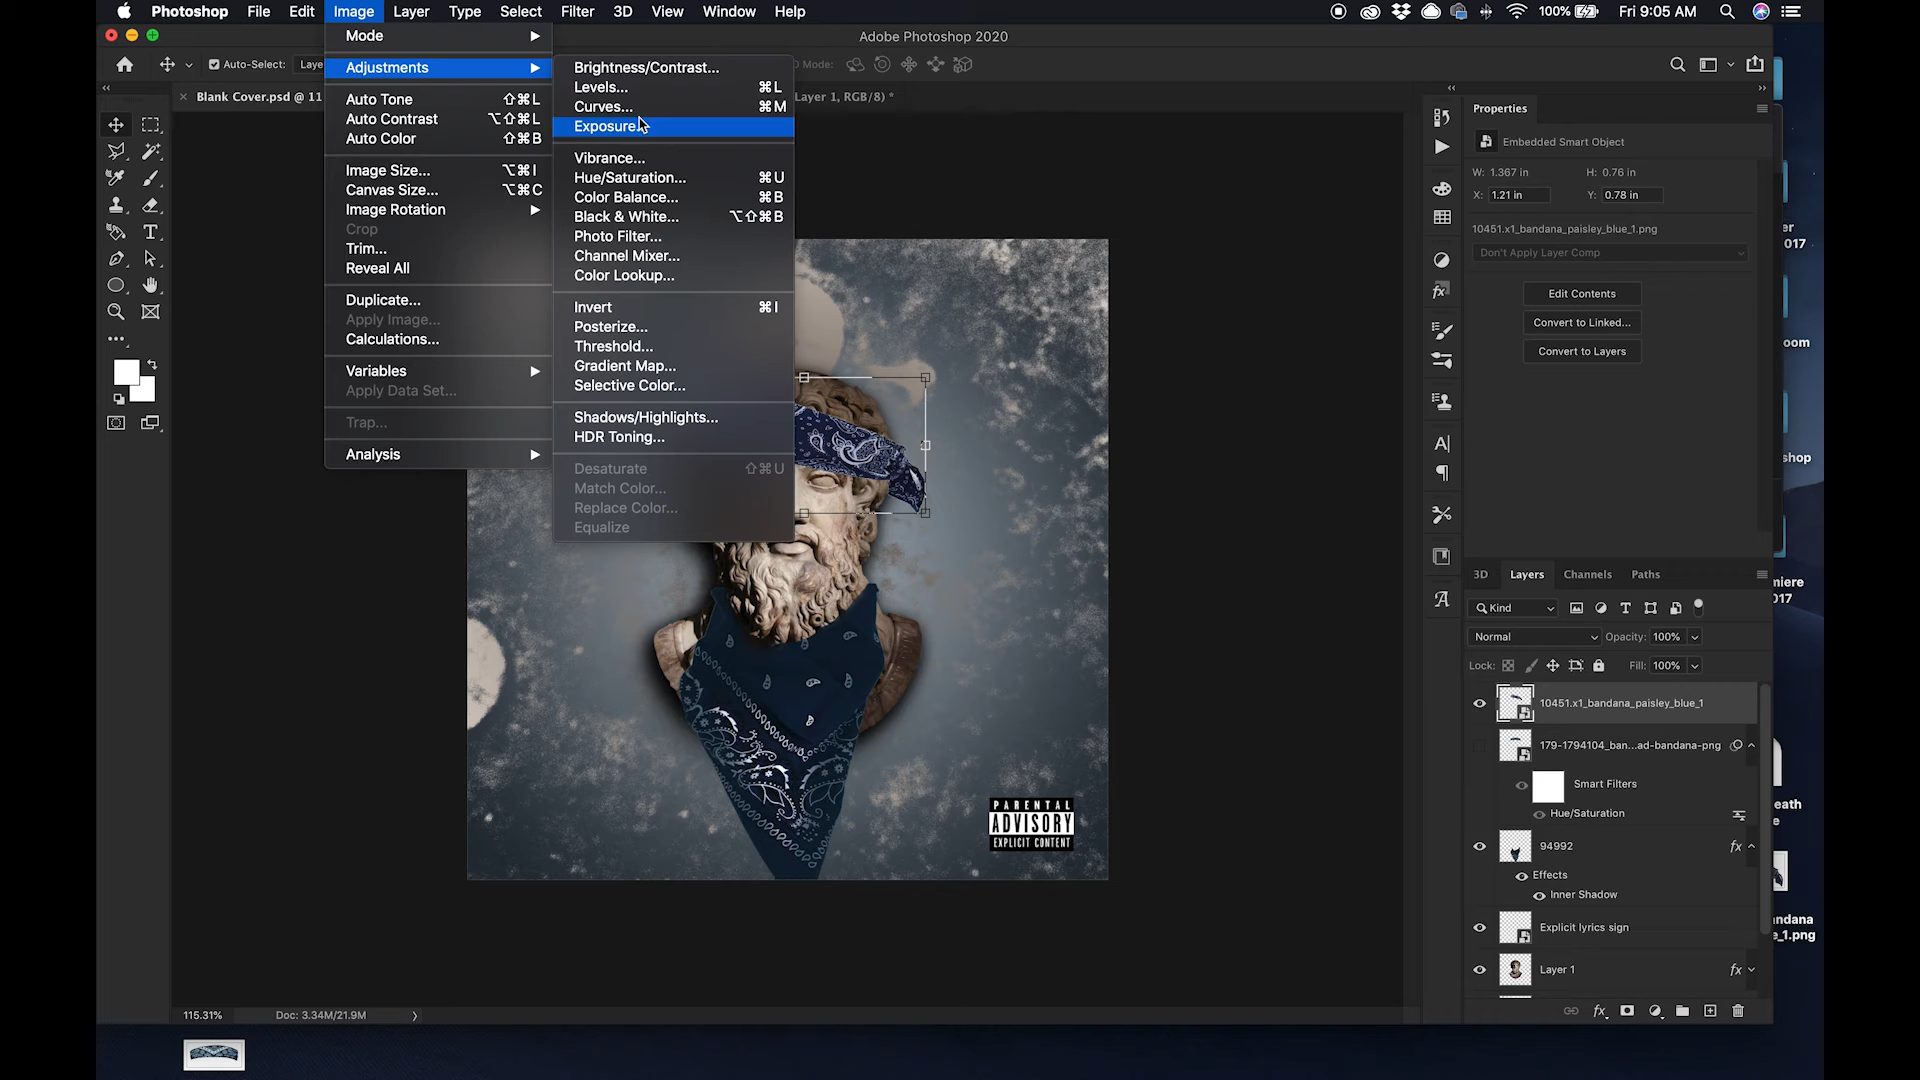 Photoshop File Edit Image Layer Type Select Filter 3D View Window Help 100% Fri 9:05 AM
Adobe Photoshop 2020
Auto-Select: Laye
Mode:
Blank Cover.psd @ 11
Layer 1, RGB/8) *
Mode
Adjustments
Auto Tone ⇧⌘L
Auto Contrast ⌥⇧⌘L
Auto Color ⇧⌘B
Image Size... ⌥⌘I
Canvas Size... ⌥⌘C
Image Rotation
Crop
Trim...
Reveal All
Duplicate...
Apply Image...
Calculations...
Variables
Apply Data Set...
Trap...
Analysis
Brightness/Contrast...
Levels... ⌘L
Curves... ⌘M
Exposure...
Vibrance...
Hue/Saturation... ⌘U
Color Balance... ⌘B
Black & White... ⌥⇧⌘B
Photo Filter...
Channel Mixer...
Color Lookup...
Invert ⌘I
Posterize...
Threshold...
Gradient Map...
Selective Color...
Shadows/Highlights...
HDR Toning...
Desaturate ⇧⌘U
Match Color...
Replace Color...
Equalize
PARENTAL
ADVISORY
EXPLICIT CONTENT
Properties
Embedded Smart Object
W: 1.367 in H: 0.76 in
X: 1.21 in Y: 0.78 in
10451.x1_bandana_paisley_blue_1.png
Don't Apply Layer Comp
Edit Contents
Convert to Linked...
Convert to Layers
3D Layers Channels Paths
Kind
Normal Opacity: 100%
Lock: Fill: 100%
10451.x1_bandana_paisley_blue_1
179-1794104_ban...ad-bandana-png
Smart Filters
Hue/Saturation
94992 fx
Effects
Inner Shadow
Explicit lyrics sign
Layer 1 fx
115.31% Doc: 3.34M/21.9M
er
2017
oom
shop
miere
017
eath
e
andana
e_1.png